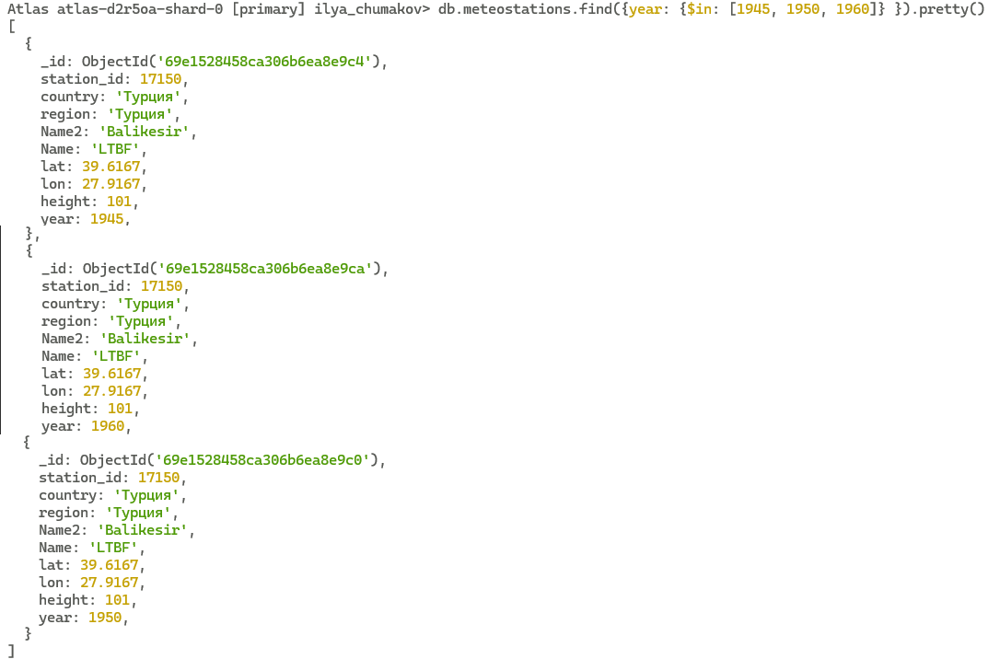 Atlas atlas-d2r5oa-shard-0 [primary] ilya_chumakov> db.meteostations.find({year: {$in: [1945, 1950, 1960]} }).pretty()
[
  {
    _id: ObjectId('69e1528458ca306b6ea8e9c4'),
    station_id: 17150,
    country: 'Турция',
    region: 'Турция',
    Name2: 'Balikesir',
    Name: 'LTBF',
    lat: 39.6167,
    lon: 27.9167,
    height: 101,
    year: 1945,
  },
  {
    _id: ObjectId('69e1528458ca306b6ea8e9ca'),
    station_id: 17150,
    country: 'Турция',
    region: 'Турция',
    Name2: 'Balikesir',
    Name: 'LTBF',
    lat: 39.6167,
    lon: 27.9167,
    height: 101,
    year: 1960,
  {
    _id: ObjectId('69e1528458ca306b6ea8e9c0'),
    station_id: 17150,
    country: 'Турция',
    region: 'Турция',
    Name2: 'Balikesir',
    Name: 'LTBF',
    lat: 39.6167,
    lon: 27.9167,
    height: 101,
    year: 1950,
  }
]